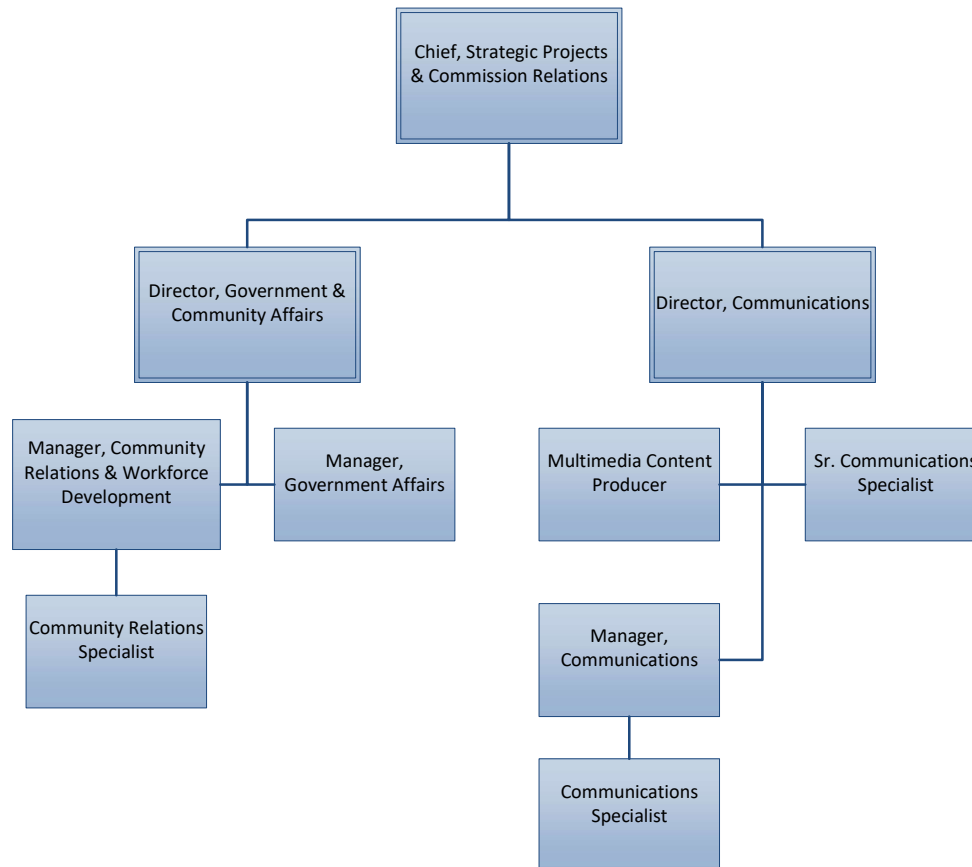 Chief, Strategic Projects
& Commission Relations
Director, Government &
Community Affairs
Director, Communications
Manager, Community
Relations & Workforce
Development
Manager,
Government Affairs
Multimedia Content
Producer
Sr. Communications
Specialist
Community Relations
Specialist
Manager,
Communications
Communications
Specialist